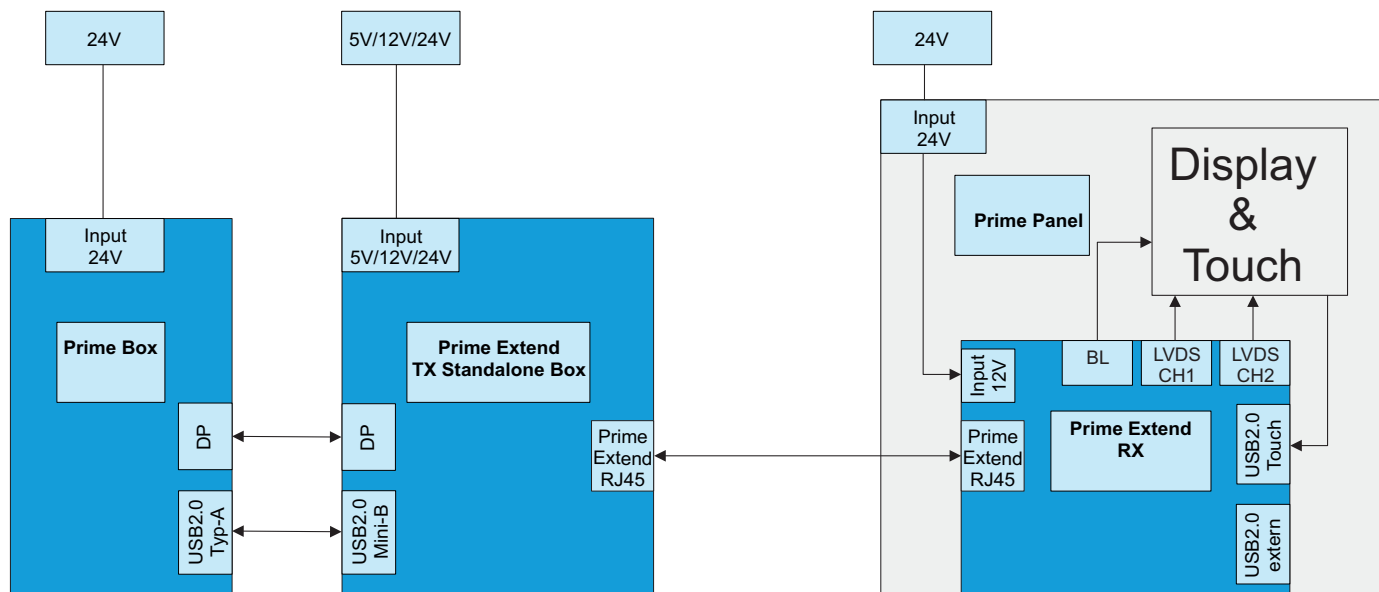 24V
5V/12V/24V
24V
Input
24V
Display
&
Touch
Prime Panel
Input
24V
Input
5V/12V/24V
Prime Box
Prime Extend
TX Standalone Box
BL
LVDS
CH1
LVDS
CH2
Input
12V
DP
DP
Prime
Extend
RJ45
Prime
Extend
RJ45
Prime Extend
RX
USB2.0
Touch
USB2.0
Typ-A
USB2.0
Mini-B
USB2.0
extern